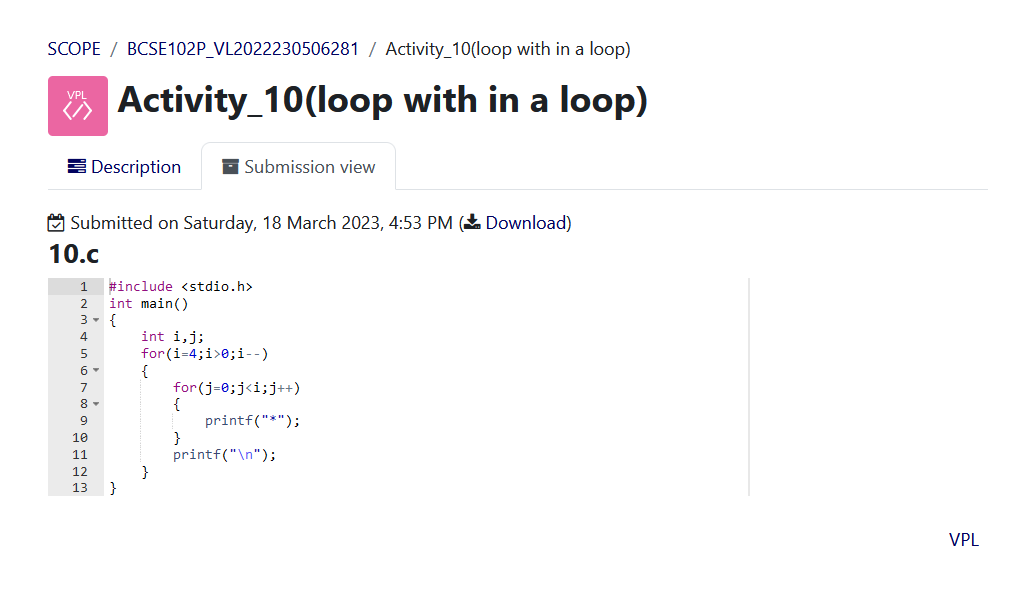 SCOPE / BCSE102P_VL2022230506281 / Activity_10(loop with in a loop)
VPL
Activity_10(loop with in a loop)
Description
Submission view
Submitted on Saturday, 18 March 2023, 4:53 PM (Download)
10.c
1 #include <stdio.h>
2 int main()
3 {
4     int i,j;
5     for(i=4;i>0;i--)
6     {
7         for(j=0;j<i;j++)
8         {
9             printf("*");
10         }
11         printf("\n");
12     }
13 }
VPL